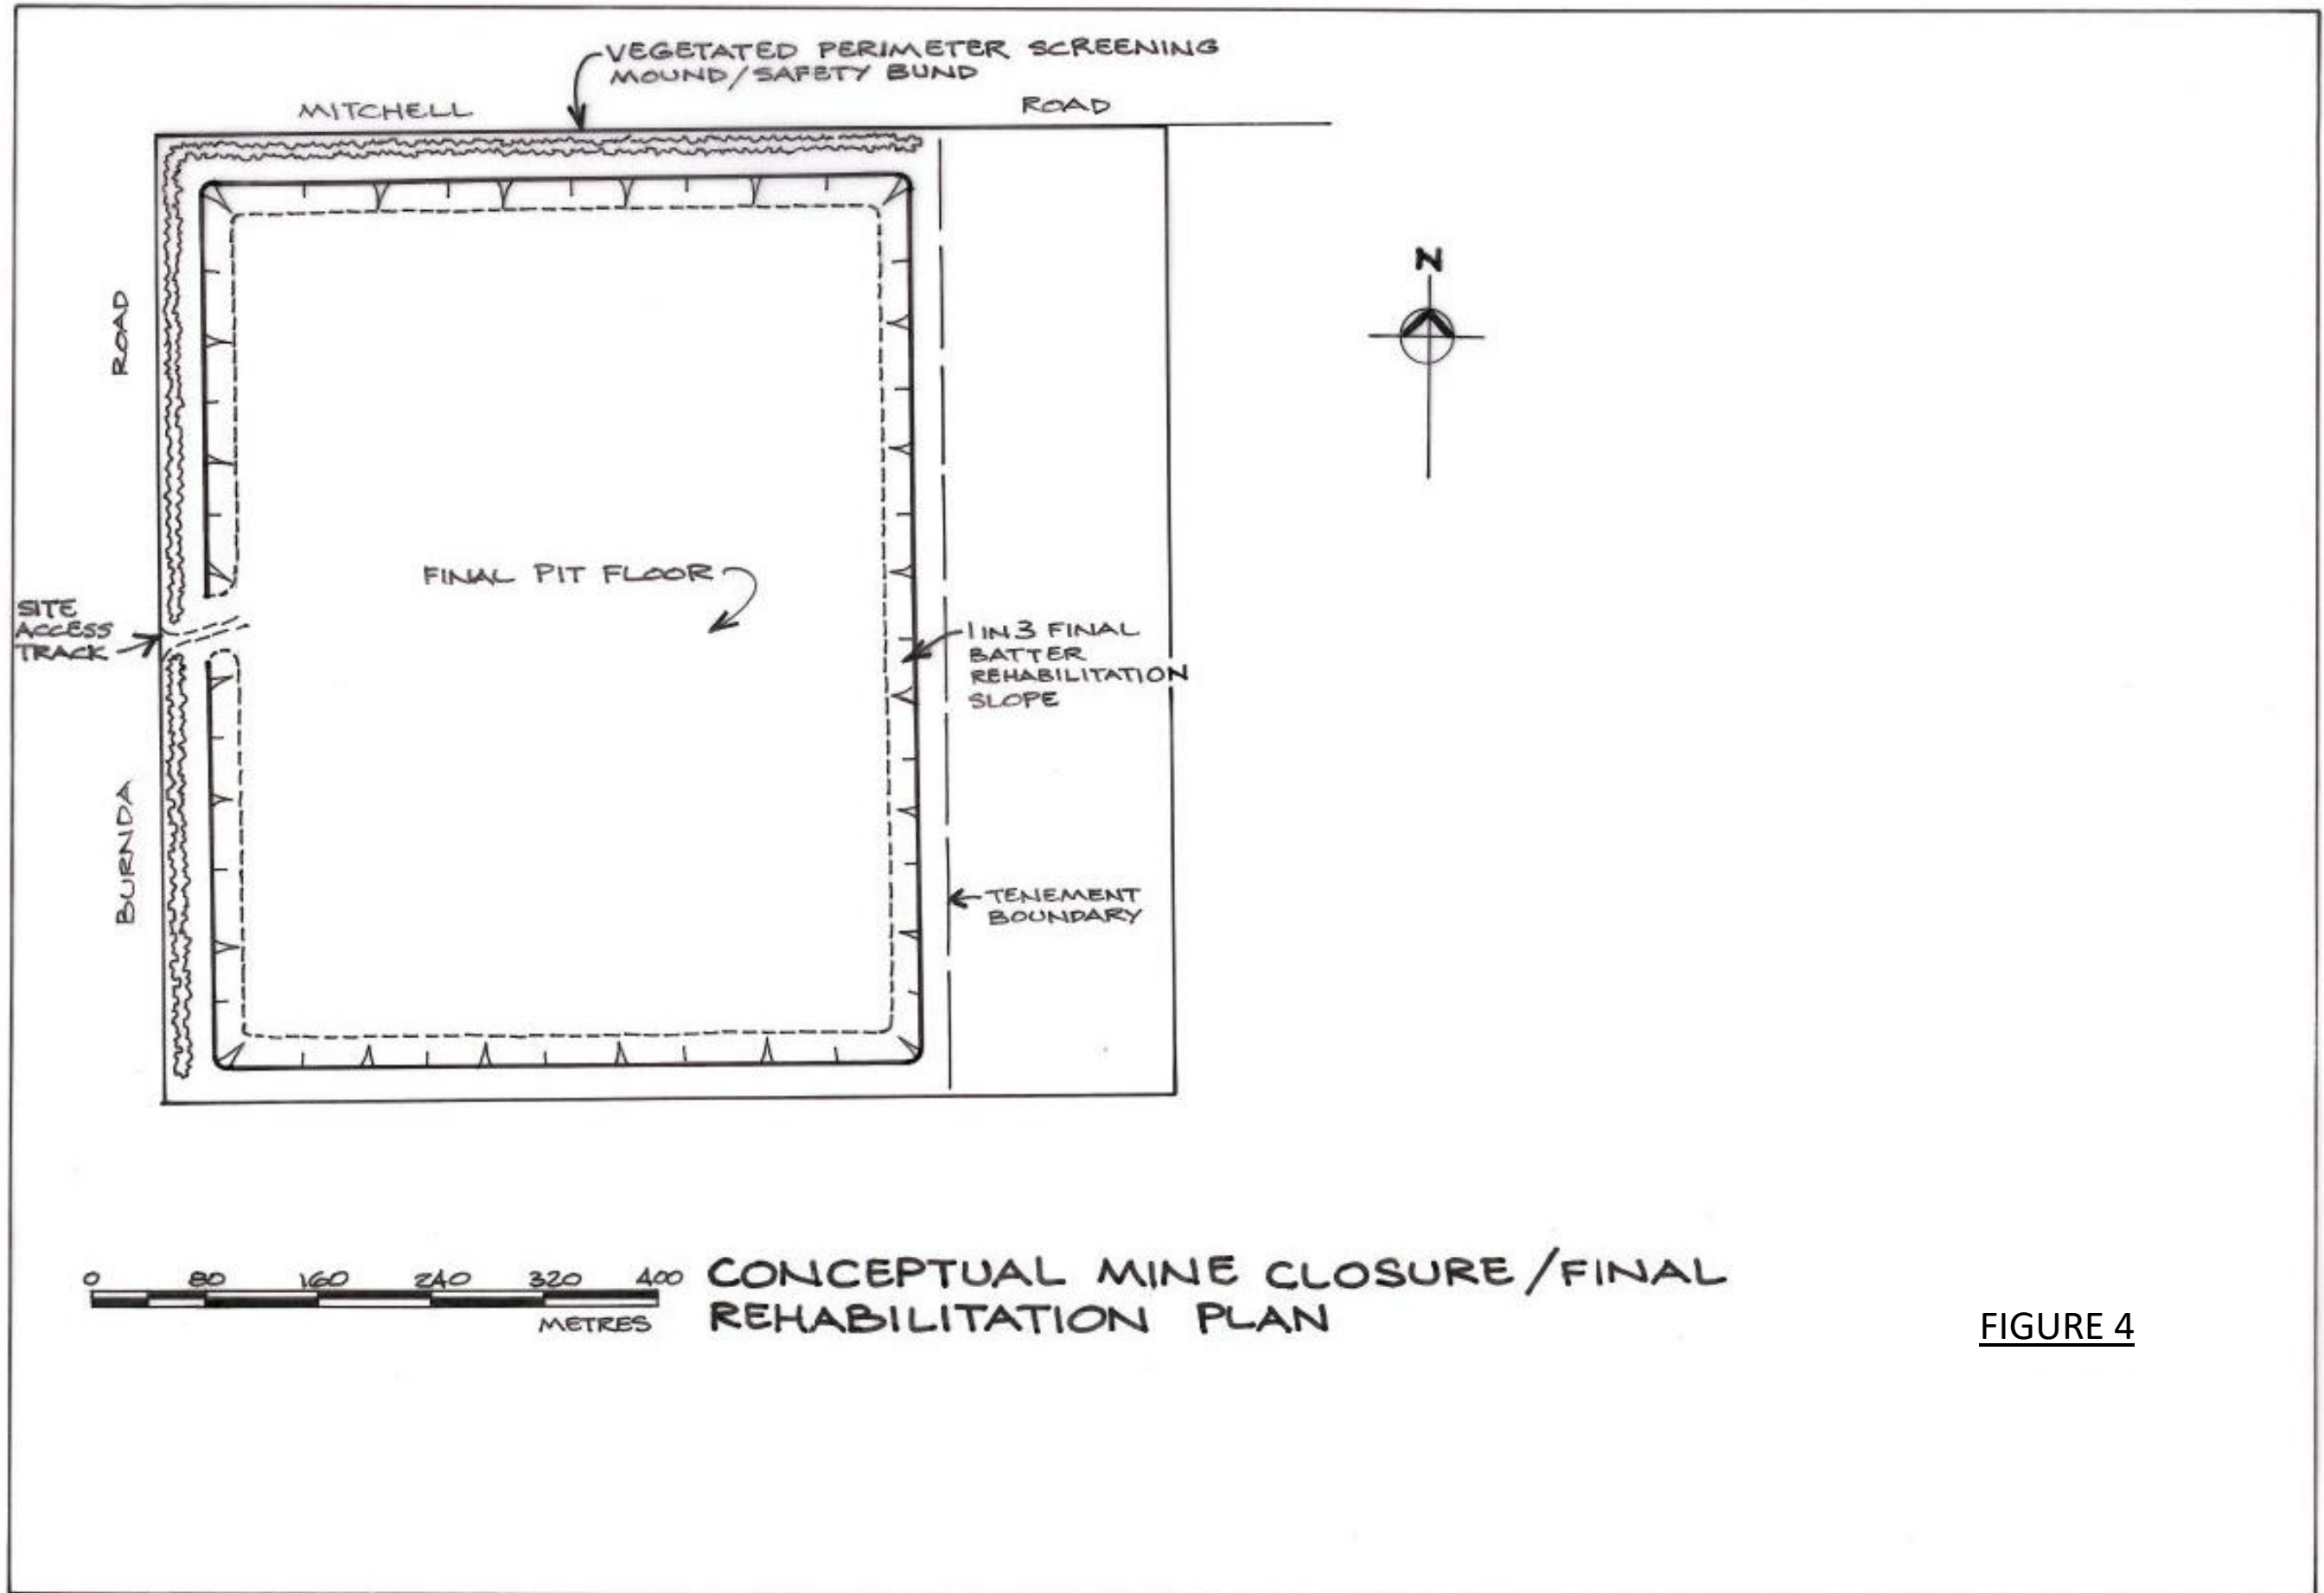 VEGETATED PERIMETER SCREENING
MOUND/SAFETY BUND
MITCHELL
ROAD
N
ROAD
FINAL PIT FLOOR
SITE
ACCESS
TRACK
1 IN 3 FINAL
BATTER
REHABILITATION
SLOPE
BURNDA
TENEMENT
BOUNDARY
0 80 160 240 320 400
METRES
CONCEPTUAL MINE CLOSURE/FINAL
REHABILITATION PLAN
FIGURE 4